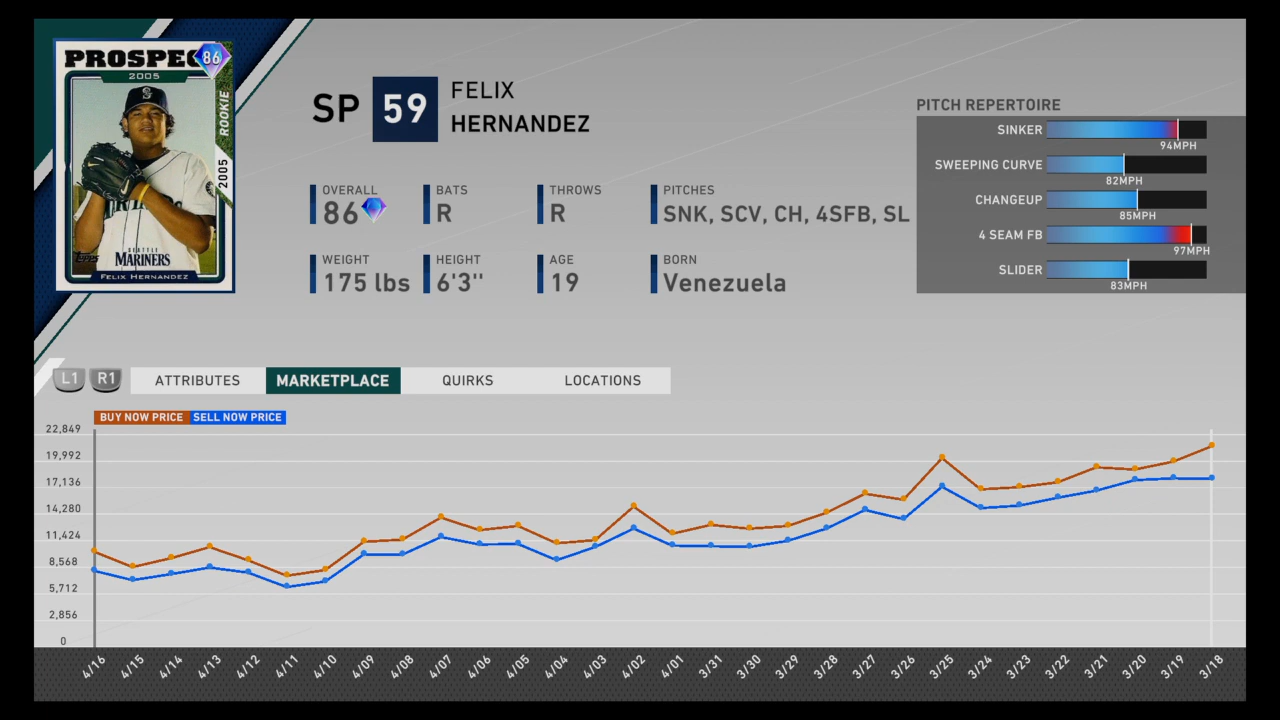 PROSPEC
86
2005
ROOKIE
2005
SEATTLE
MARINERS
FELIX HERNANDEZ
SP 59 FELIX
HERNANDEZ
OVERALL
86
BATS
R
THROWS
R
PITCHES
SNK, SCV, CH, 4SFB, SL
WEIGHT
175 lbs
HEIGHT
6'3''
AGE
19
BORN
Venezuela
PITCH REPERTOIRE
SINKER
94MPH
SWEEPING CURVE
82MPH
CHANGEUP
85MPH
4 SEAM FB
97MPH
SLIDER
83MPH
L1 R1 ATTRIBUTES MARKETPLACE QUIRKS LOCATIONS
BUY NOW PRICE SELL NOW PRICE
22,849
19,992
17,136
14,280
11,424
8,568
5,712
2,856
0
4/16 4/15 4/14 4/13 4/12 4/11 4/10 4/09 4/08 4/07 4/06 4/05 4/04 4/03 4/02 4/01 3/31 3/30 3/29 3/28 3/27 3/26 3/25 3/24 3/23 3/22 3/21 3/20 3/19 3/18